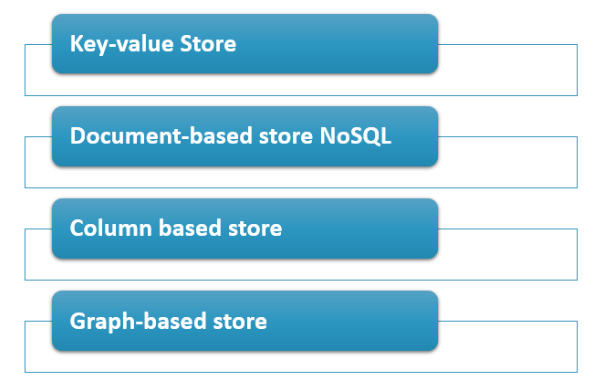 Key-value Store
Document-based store NoSQL
Column based store
Graph-based store